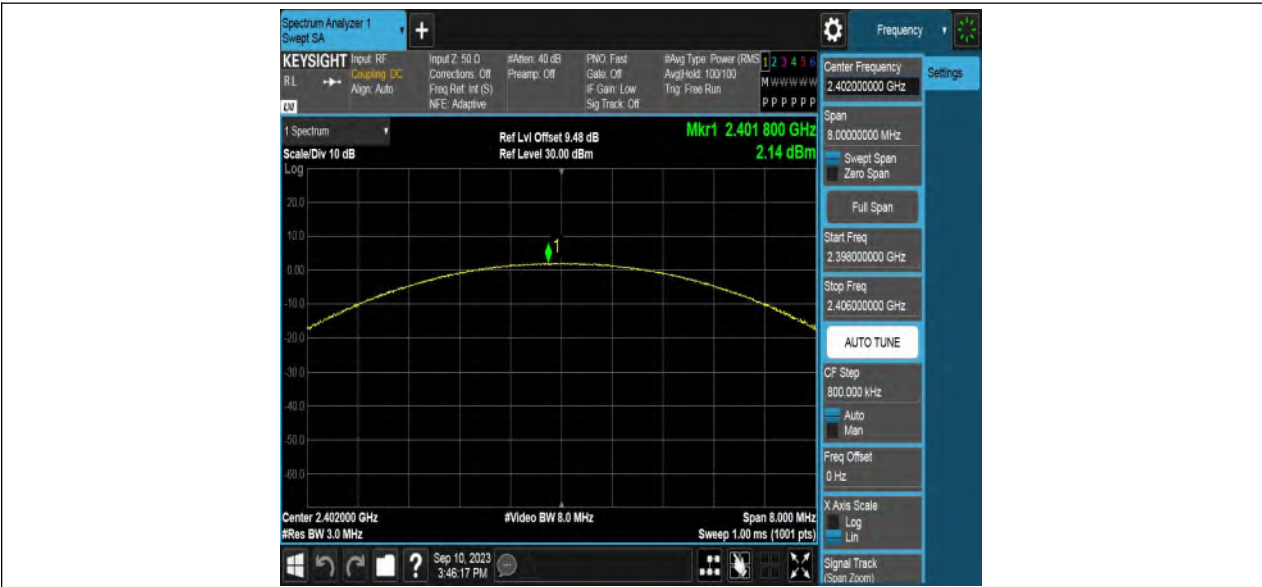 Spectrum Analyzer 1
Swept SA
Frequency
KEYSIGHT
RL
LXI
Input: RF
Coupling: DC
Align: Auto
Input Z: 50 Ω
Corrections: Off
Freq Ref: Int (S)
NFE: Adaptive
#Atten: 40 dB
Preamp: Off
PNO: Fast
Gate: Off
IF Gain: Low
Sig Track: Off
#Avg Type: Power (RMS
Avg|Hold: 100/100
Trig: Free Run
1 2 3 4 5 6
M W W W W W
P P P P P P
1 Spectrum
Scale/Div 10 dB
Log
Ref Lvl Offset 9.48 dB
Ref Level 30.00 dBm
Mkr1 2.401 800 GHz
2.14 dBm
20.0
10.0
1
0.00
-10.0
-20.0
-30.0
-40.0
-50.0
-60.0
Center 2.402000 GHz
#Res BW 3.0 MHz
#Video BW 8.0 MHz
Span 8.000 MHz
Sweep 1.00 ms (1001 pts)
Sep 10, 2023
3:46:17 PM
Center Frequency
2.402000000 GHz
Settings
Span
8.00000000 MHz
Swept Span
Zero Span
Full Span
Start Freq
2.398000000 GHz
Stop Freq
2.406000000 GHz
AUTO TUNE
CF Step
800.000 kHz
Auto
Man
Freq Offset
0 Hz
X Axis Scale
Log
Lin
Signal Track
(Span Zoom)